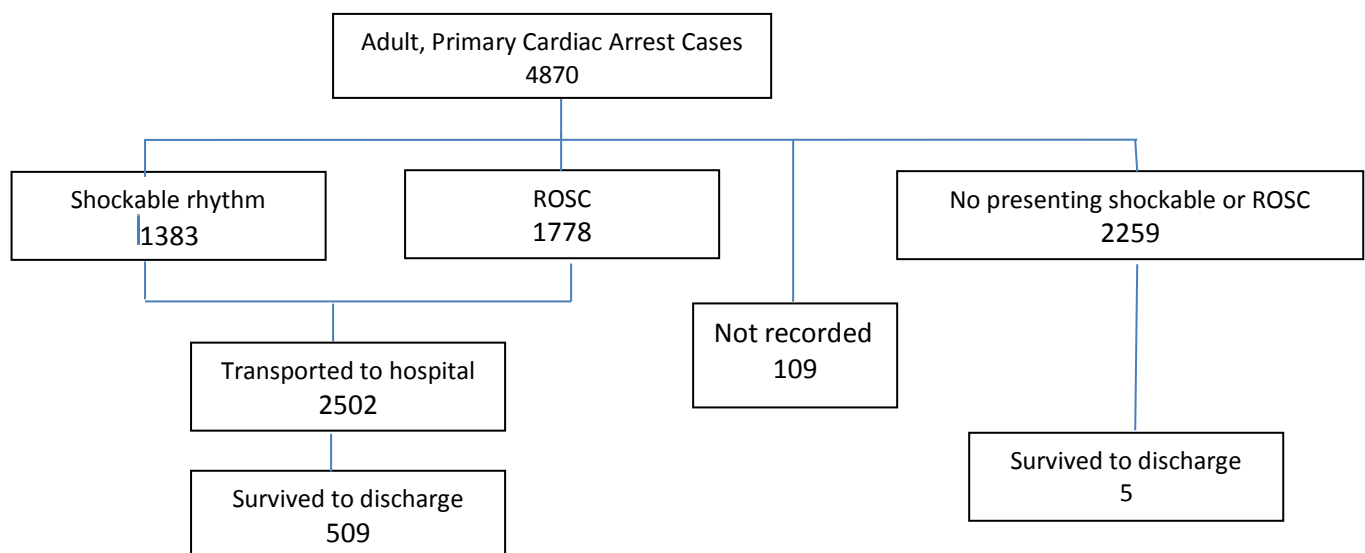 Adult, Primary Cardiac Arrest Cases
4870
Shockable rhythm
1383
ROSC
1778
No presenting shockable or ROSC
2259
Not recorded
109
Transported to hospital
2502
Survived to discharge
509
Survived to discharge
5